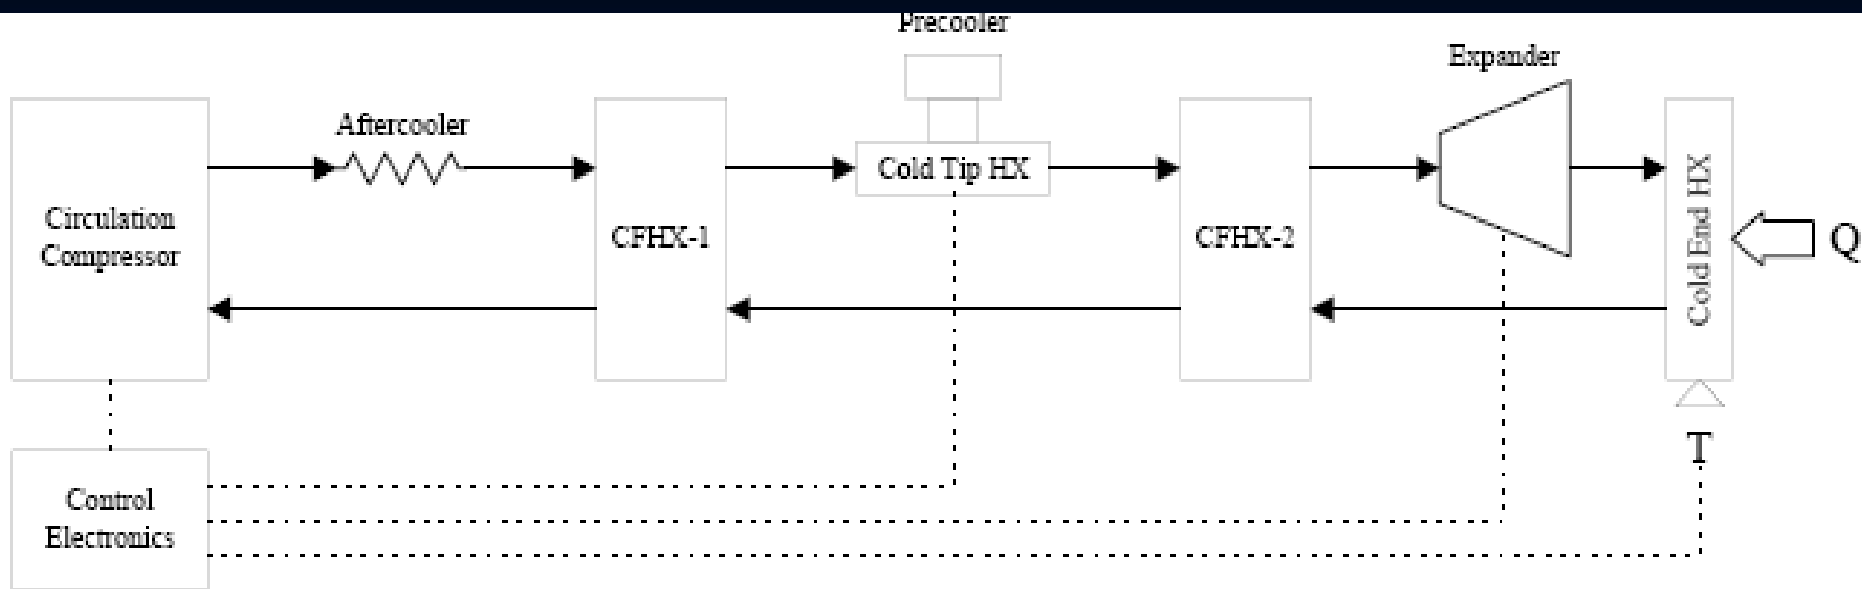 Precooler
Expander
Aftercooler
Cold Tip HX
Circulation
Compressor
CFHX-1
CFHX-2
Cold End HX
Q
T
Control
Electronics